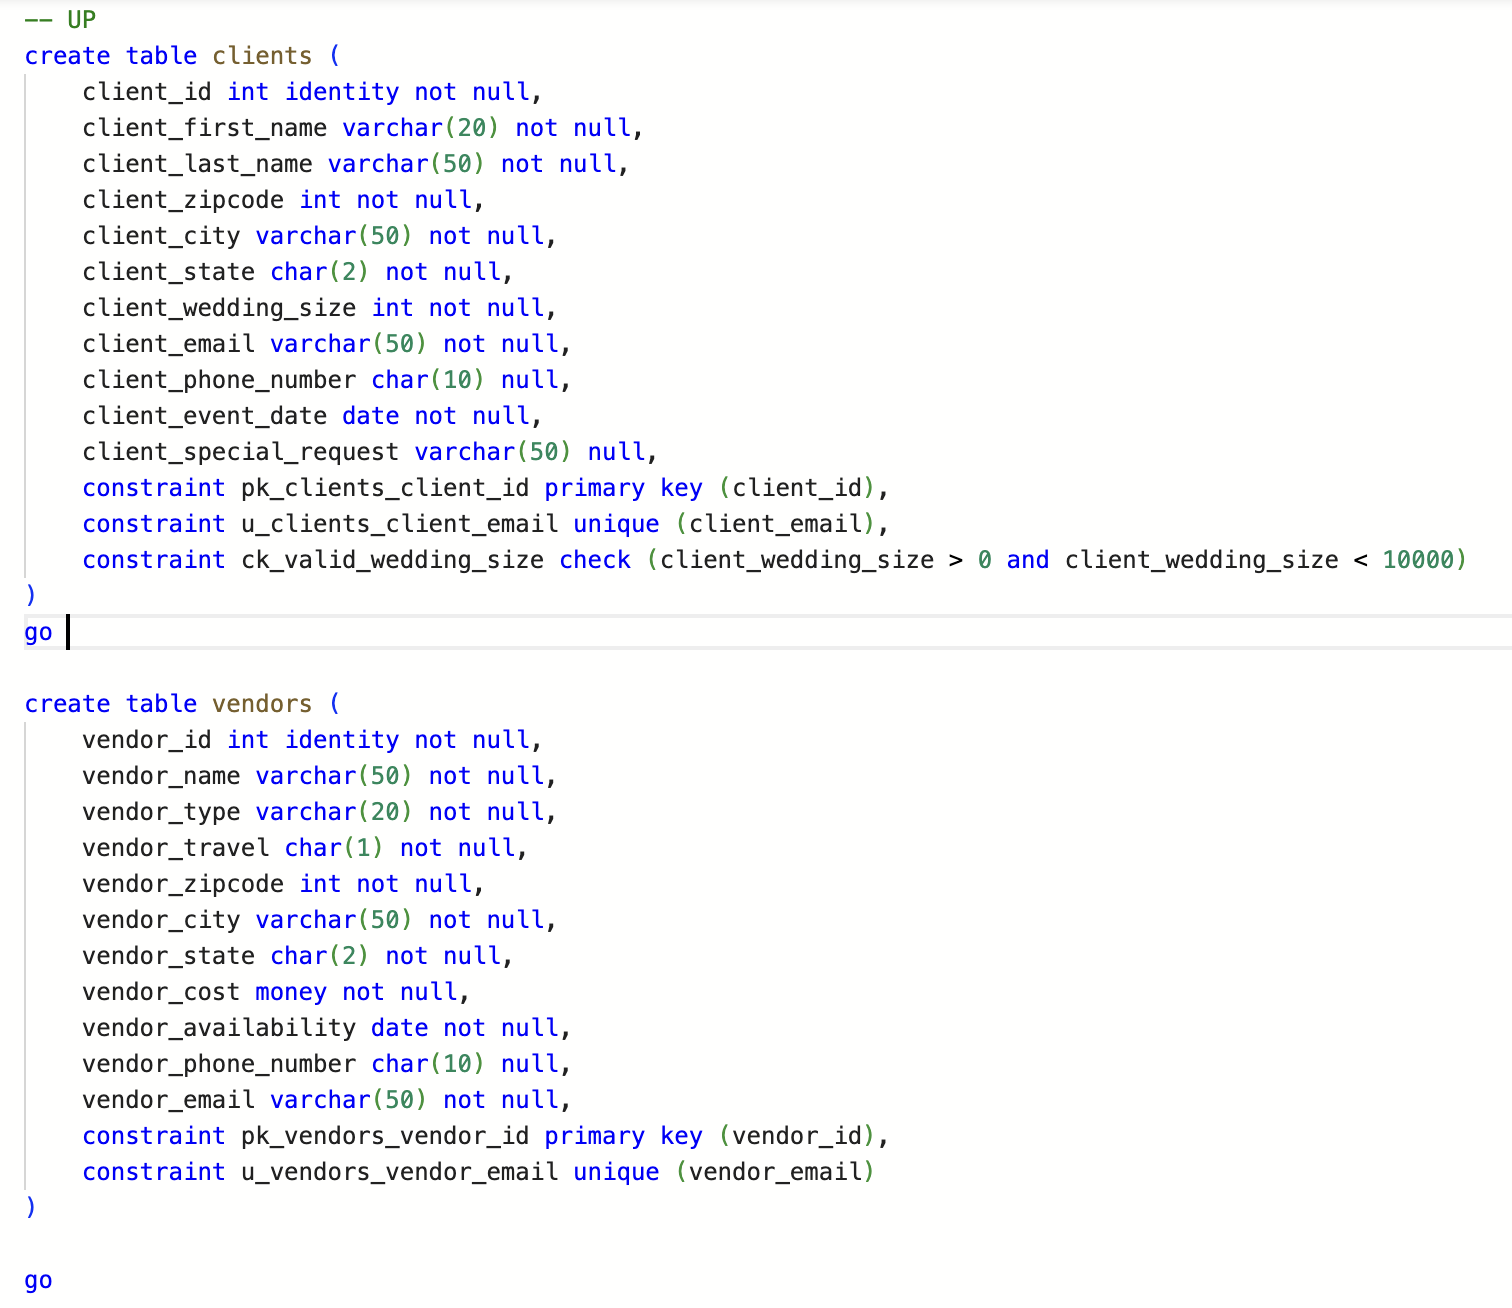 -- UP
create table clients (
    client_id int identity not null,
    client_first_name varchar(20) not null,
    client_last_name varchar(50) not null,
    client_zipcode int not null,
    client_city varchar(50) not null,
    client_state char(2) not null,
    client_wedding_size int not null,
    client_email varchar(50) not null,
    client_phone_number char(10) null,
    client_event_date date not null,
    client_special_request varchar(50) null,
    constraint pk_clients_client_id primary key (client_id),
    constraint u_clients_client_email unique (client_email),
    constraint ck_valid_wedding_size check (client_wedding_size > 0 and client_wedding_size < 10000)
)
go
create table vendors (
    vendor_id int identity not null,
    vendor_name varchar(50) not null,
    vendor_type varchar(20) not null,
    vendor_travel char(1) not null,
    vendor_zipcode int not null,
    vendor_city varchar(50) not null,
    vendor_state char(2) not null,
    vendor_cost money not null,
    vendor_availability date not null,
    vendor_phone_number char(10) null,
    vendor_email varchar(50) not null,
    constraint pk_vendors_vendor_id primary key (vendor_id),
    constraint u_vendors_vendor_email unique (vendor_email)
)
go